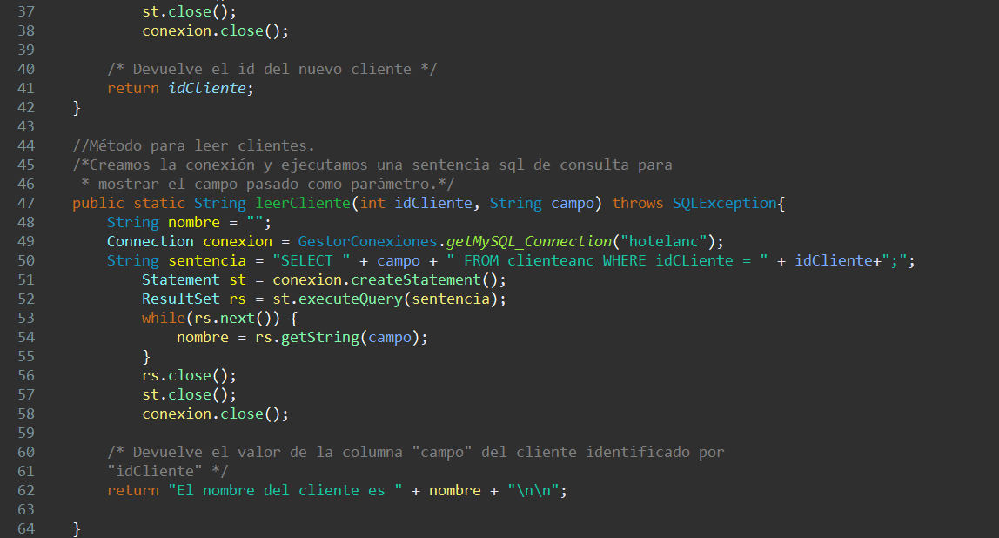 37 st.close();
38 conexion.close();
39
40 /* Devuelve el id del nuevo cliente */
41 return idCliente;
42 }
43
44 //Método para leer clientes.
45 /*Creamos la conexión y ejecutamos una sentencia sql de consulta para
46 * mostrar el campo pasado como parámetro.*/
47 public static String leerCliente(int idCliente, String campo) throws SQLException{
48 String nombre = "";
49 Connection conexion = GestorConexiones.getMySQL_Connection("hotelanc");
50 String sentencia = "SELECT " + campo + " FROM clienteanc WHERE idCLiente = " + idCliente+";";
51 Statement st = conexion.createStatement();
52 ResultSet rs = st.executeQuery(sentencia);
53 while(rs.next()) {
54 nombre = rs.getString(campo);
55 }
56 rs.close();
57 st.close();
58 conexion.close();
59
60 /* Devuelve el valor de la columna "campo" del cliente identificado por
61 "idCliente" */
62 return "El nombre del cliente es " + nombre + "\n\n";
63
64 }